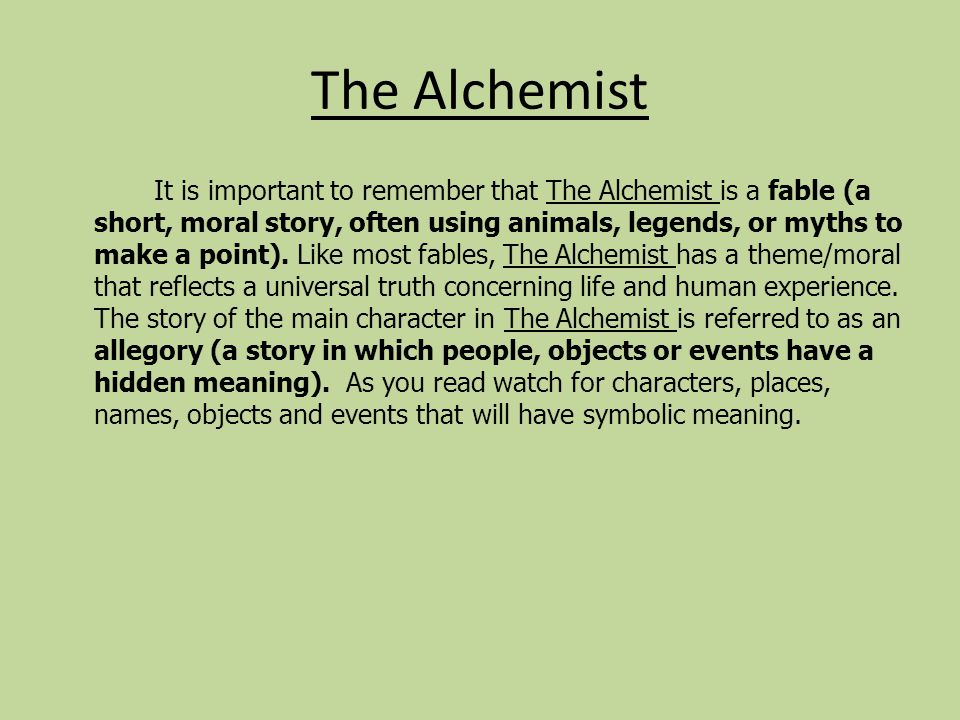 The Alchemist
It is important to remember that The Alchemist is a fable (a
short, moral story, often using animals, legends, or myths to
make a point). Like most fables, The Alchemist has a theme/moral
that reflects a universal truth concerning life and human experience.
The story of the main character in The Alchemist is referred to as an
allegory (a story in which people, objects or events have a
hidden meaning). As you read watch for characters, places,
names, objects and events that will have symbolic meaning.